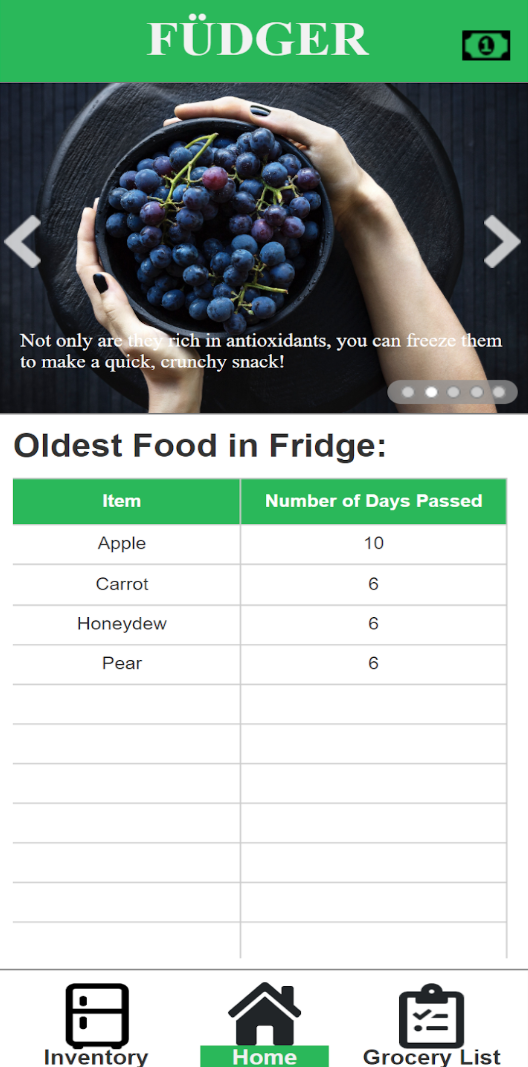 FÜDGER
1
Not only are they rich in antioxidants, you can freeze them
to make a quick, crunchy snack!
Oldest Food in Fridge:
Item Number of Days Passed
Apple 10
Carrot 6
Honeydew 6
Pear 6
Inventory Home Grocery List